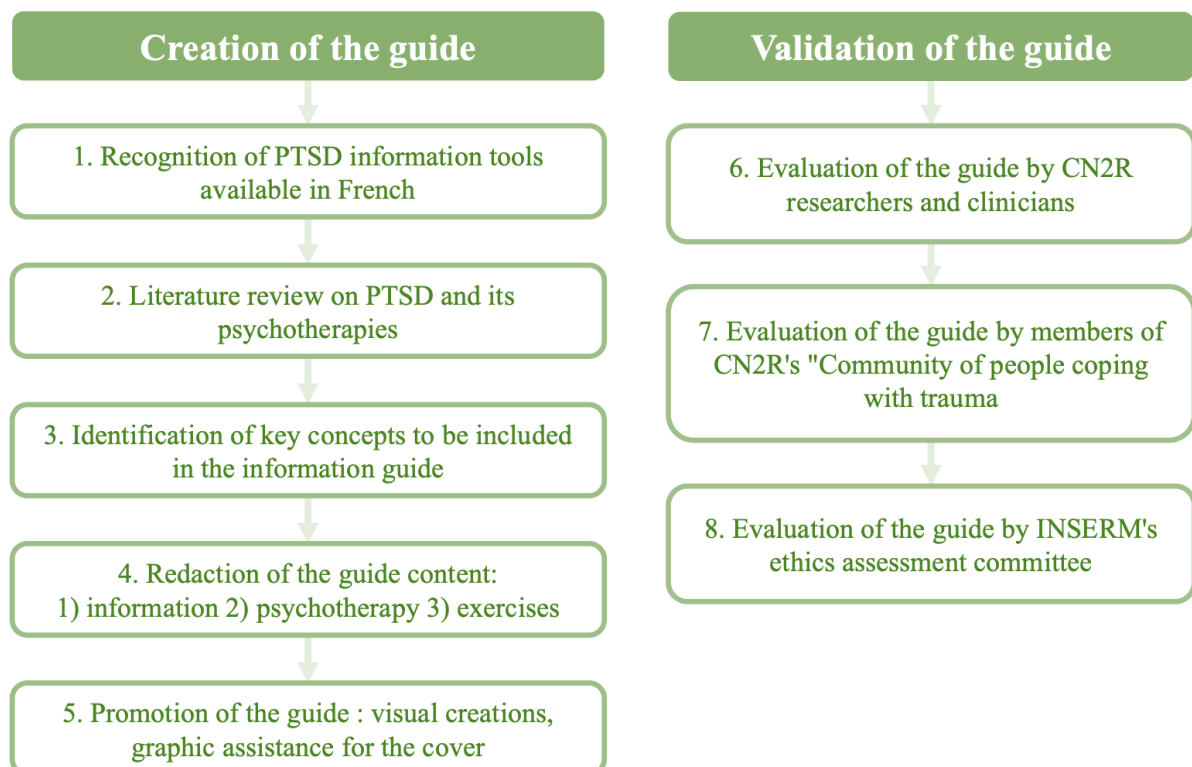 Creation of the guide
1. Recognition of PTSD information tools
available in French
2. Literature review on PTSD and its
psychotherapies
3. Identification of key concepts to be included
in the information guide
4. Redaction of the guide content:
1) information 2) psychotherapy 3) exercises
5. Promotion of the guide : visual creations,
graphic assistance for the cover
Validation of the guide
6. Evaluation of the guide by CN2R
researchers and clinicians
7. Evaluation of the guide by members of
CN2R's "Community of people coping
with trauma
8. Evaluation of the guide by INSERM's
ethics assessment committee